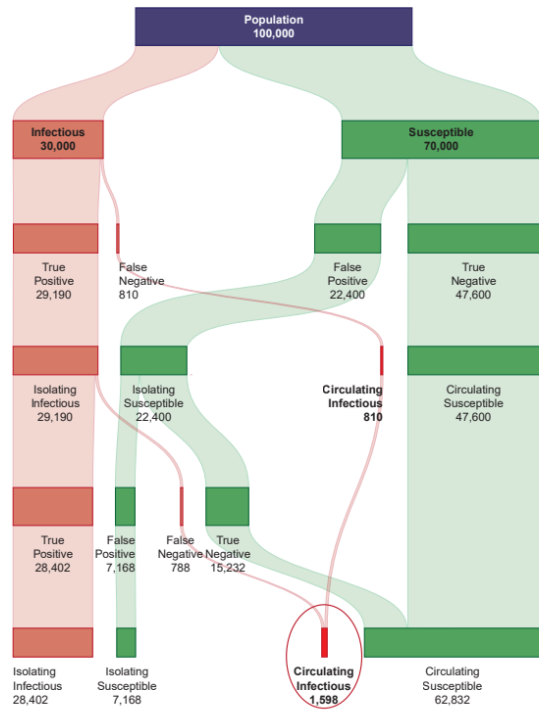 Population
100,000
Infectious
30,000
Susceptible
70,000
True
Positive
29,190
False
Negative
810
False
Positive
22,400
True
Negative
47,600
Isolating
Infectious
29,190
Isolating
Susceptible
22,400
Circulating
Infectious
810
Circulating
Susceptible
47,600
True
Positive
28,402
False
Positive
7,168
False
Negative
788
True
Negative
15,232
Isolating
Infectious
28,402
Isolating
Susceptible
7,168
Circulating
Infectious
1,598
Circulating
Susceptible
62,832